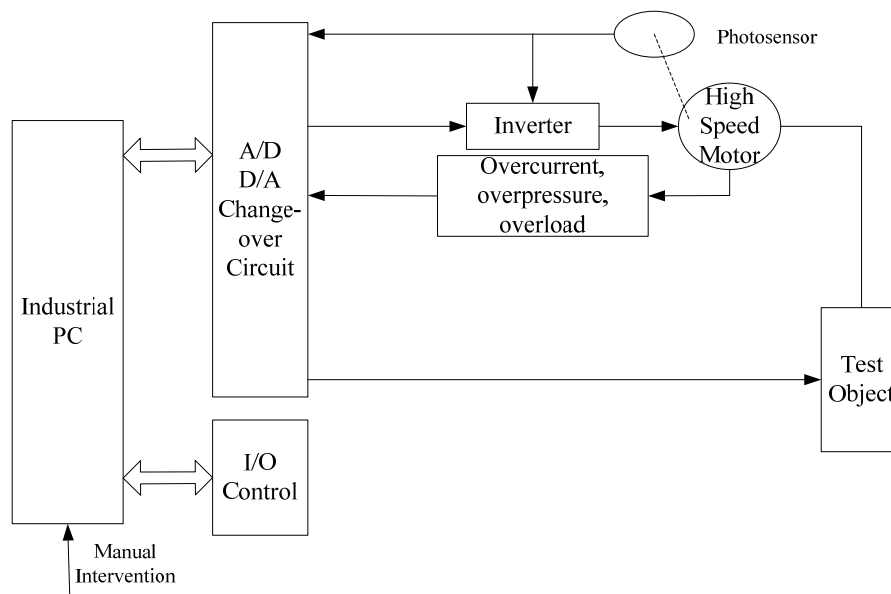 Photosensor
High
Speed
Motor
Inverter
A/D
D/A
Change-
over
Circuit
Overcurrent,
overpressure,
overload
Industrial
PC
Test
Object
I/O
Control
Manual
Intervention